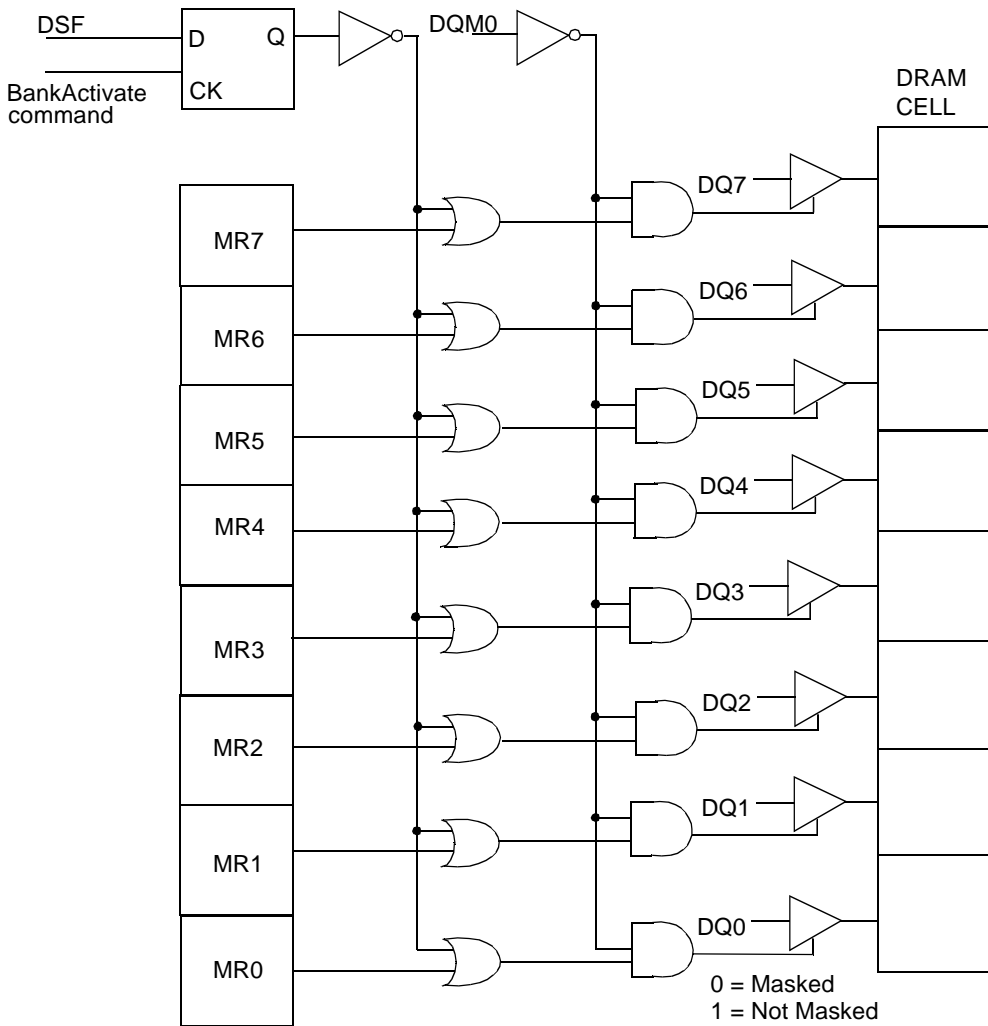 DSF
D
Q
BankActivate
command
CK
DQM0
DRAM
CELL
MR7
DQ7
MR6
DQ6
MR5
DQ5
MR4
DQ4
MR3
DQ3
MR2
DQ2
MR1
DQ1
MR0
DQ0
0 = Masked
1 = Not Masked